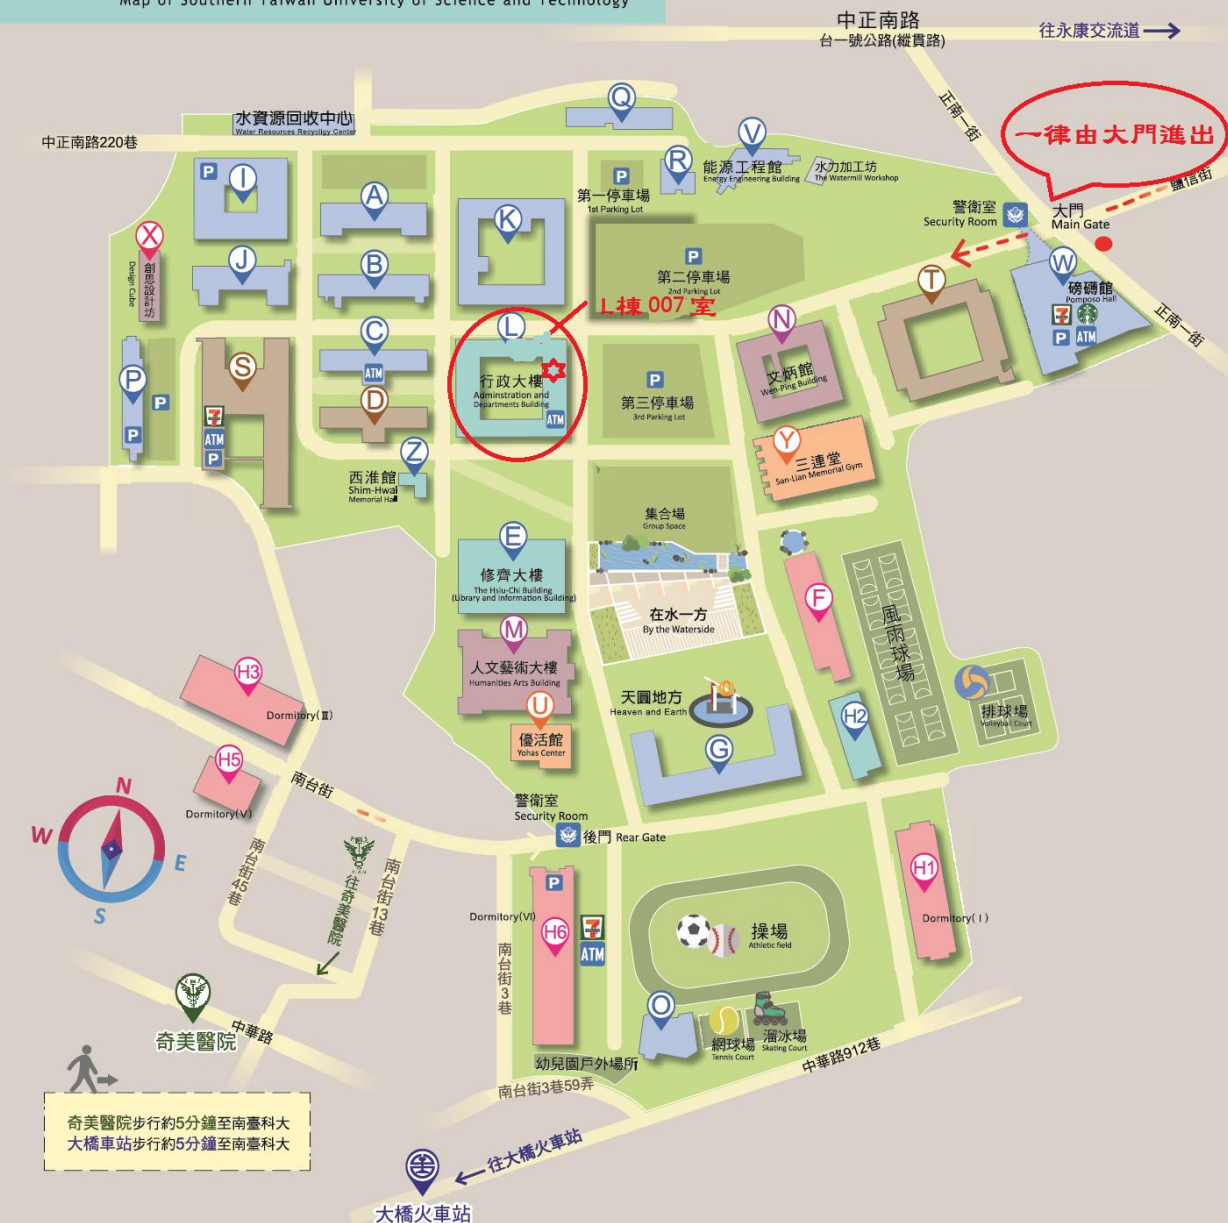 Map of Southern Taiwan University of Science and Technology
中正南路
台一號公路(縱貫路)
往永康交流道
正南一街
一律由大門進出
鹽信街
水資源回收中心
Water Resources Recycligy Center
中正南路220巷
Q
V
R
能源工程館
Energy Engineering Building
水力加工坊
The Watermill Workshop
P
第一停車場
1st Parking Lot
警衛室
Security Room
大門
Main Gate
P
I
A
K
X
創思設計坊
Design Cube
J
B
P
第二停車場
2nd Parking Lot
L棟 007 室
T
W
磅礴館
Pomposo Hall
7 ELEVEN
P
ATM
正南一街
N
文炳館
Wen-Ping Building
L
行政大樓
Adminstration and
Departments Building
ATM
C
ATM
D
S
7 ELEVEN
ATM
P
P
P
P
P
第三停車場
3rd Parking Lot
Y
三連堂
San-Lian Memorial Gym
Z
西淮館
Shim-Hwai
Memorial Hall
集合場
Group Space
E
修齊大樓
The Hsiu-Chi Building
(Library and Information Building)
在水一方
By the Waterside
F
風雨球場
M
人文藝術大樓
Humanities Arts Building
H3
Dormitory(Ⅲ)
天圓地方
Heaven and Earth
H2
排球場
Volleyball Court
U
優活館
Yohas Center
G
H5
Dormitory(Ⅴ)
南台街
警衛室
Security Room
後門 Rear Gate
N
W
E
S
南台街45巷
往奇美醫院
南台街13巷
P
Dormitory(Ⅵ)
H6
7 ELEVEN
ATM
南台街3巷
操場
Athletic field
H1
Dormitory(Ⅰ)
奇美醫院
中華路
O
網球場
Tennis Court
溜冰場
Skating Court
幼兒園戶外場所
南台街3巷59弄
中華路912巷
奇美醫院步行約5分鐘至南臺科大
大橋車站步行約5分鐘至南臺科大
往大橋火車站
大橋火車站